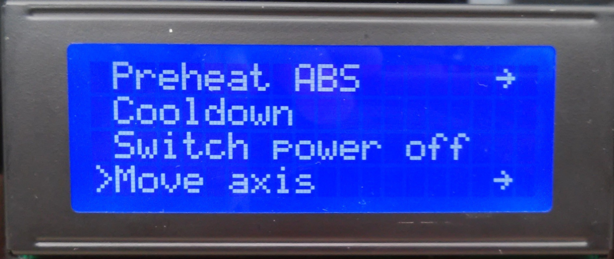 Preheat ABS →
Cooldown
Switch power off
>Move axis →